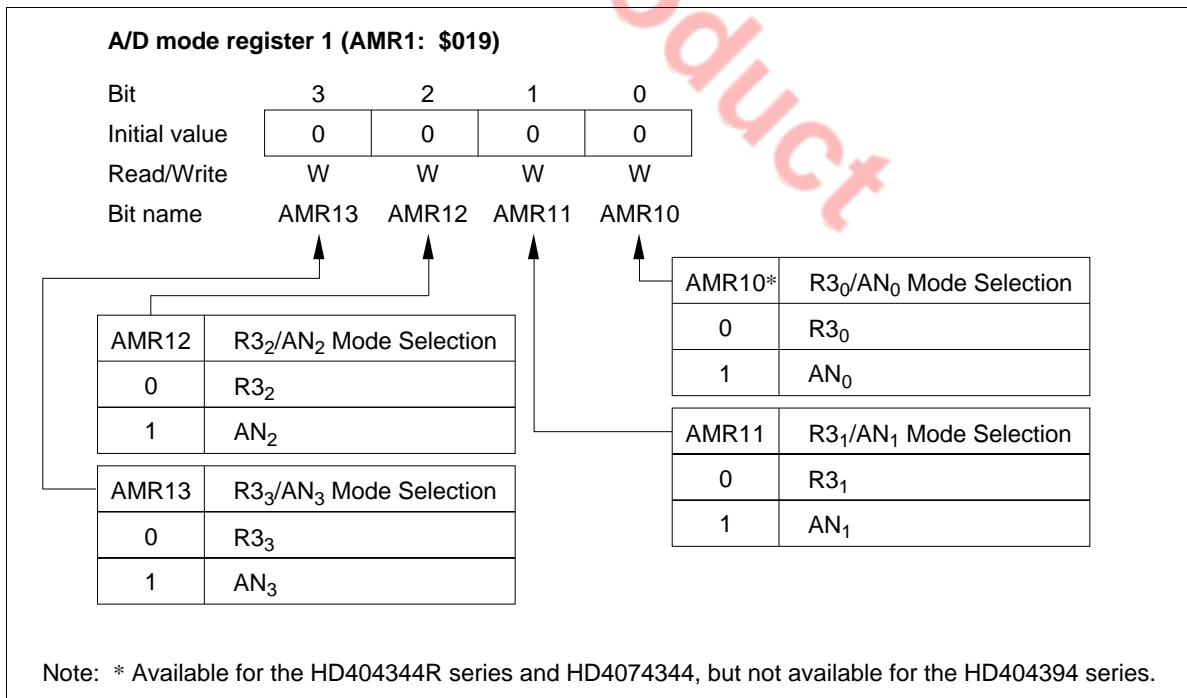 A/D mode register 1 (AMR1: $019)
Bit 3 2 1 0
Initial value 0 0 0 0
Read/Write W W W W
Bit name AMR13 AMR12 AMR11 AMR10
AMR10* R3₀/AN₀ Mode Selection
0 R3₀
1 AN₀
AMR12 R3₂/AN₂ Mode Selection
0 R3₂
1 AN₂
AMR11 R3₁/AN₁ Mode Selection
0 R3₁
1 AN₁
AMR13 R3₃/AN₃ Mode Selection
0 R3₃
1 AN₃
Note: * Available for the HD404344R series and HD4074344, but not available for the HD404394 series.